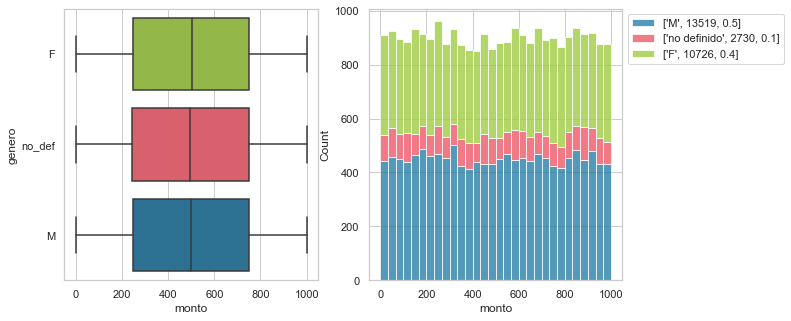 genero
F
no_def
M
0 200 400 600 800 1000
monto
Count
1000
800
600
400
200
0
0 200 400 600 800 1000
monto
['M', 13519, 0.5]
['no definido', 2730, 0.1]
['F', 10726, 0.4]